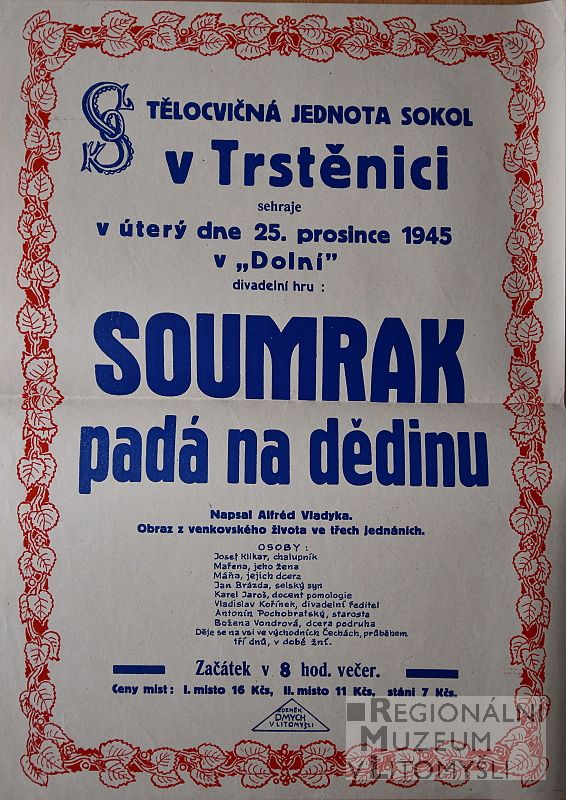 TĚLOCVIČNÁ JEDNOTA SOKOL
v Trstěnici
sehraje
v úterý dne 25. prosince 1945
v „Dolní”
divadelní hru :
SOUMRAK
padá na dědinu
Napsal Alfréd Vladyka.
Obraz z venkovského života ve třech jednáních.
OSOBY :
Josef Klikar, chalupník
Mařena, jeho žena
Máňa, jejich dcera
Jan Brázda, selský syn
Karel Jaroš, docent pomologie
Vladislav Kořínek, divadelní ředitel
Antonín Pochobratský, starosta
Božena Vondrová, dcera podruha
Děje se na vsi ve východních Čechách, průběhem
tří dnů, v době žní.
Začátek v 8 hod. večer.
Ceny míst : I. místo 16 Kčs, II. místo 11 Kčs, stání 7 Kčs.
ZDENĚK
DMYCH
V LITOMYŠLI
REGIONÁLNÍ
MUZEUM
V LITOMYŠLI